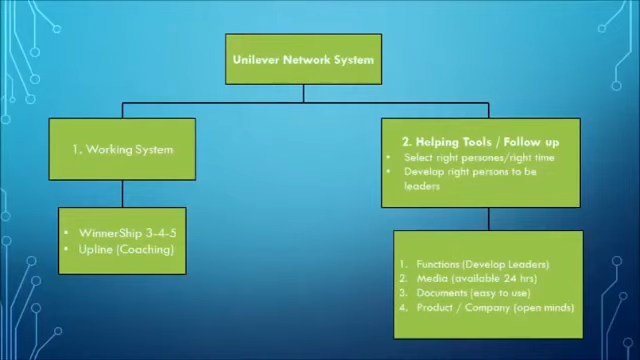 Unilever Network System
1. Working System
• WinnerShip 3-4-5
• Upline (Coaching)
2. Helping Tools / Follow up
• Select right persones/right time
• Develop right persons to be
leaders
1. Functions (Develop Leaders)
2. Media (available 24 hrs)
3. Documents (easy to use)
4. Product / Company (open minds)